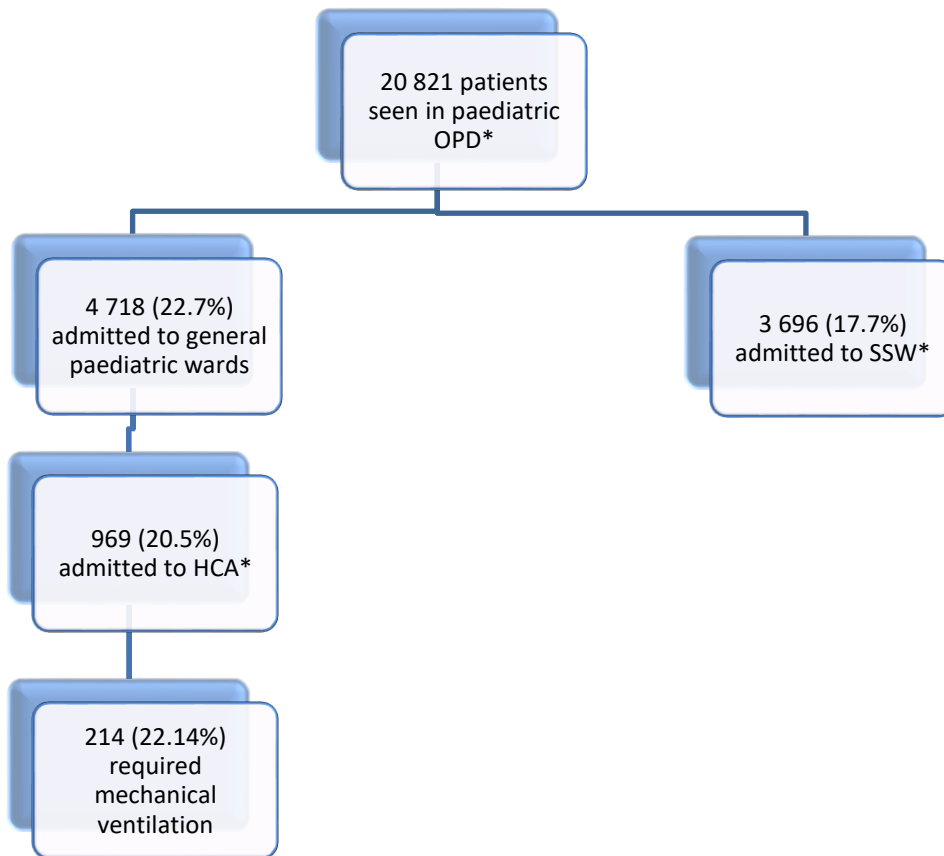 20 821 patients
seen in paediatric
OPD*
4 718 (22.7%)
admitted to general
paediatric wards
3 696 (17.7%)
admitted to SSW*
969 (20.5%)
admitted to HCA*
214 (22.14%)
required
mechanical
ventilation